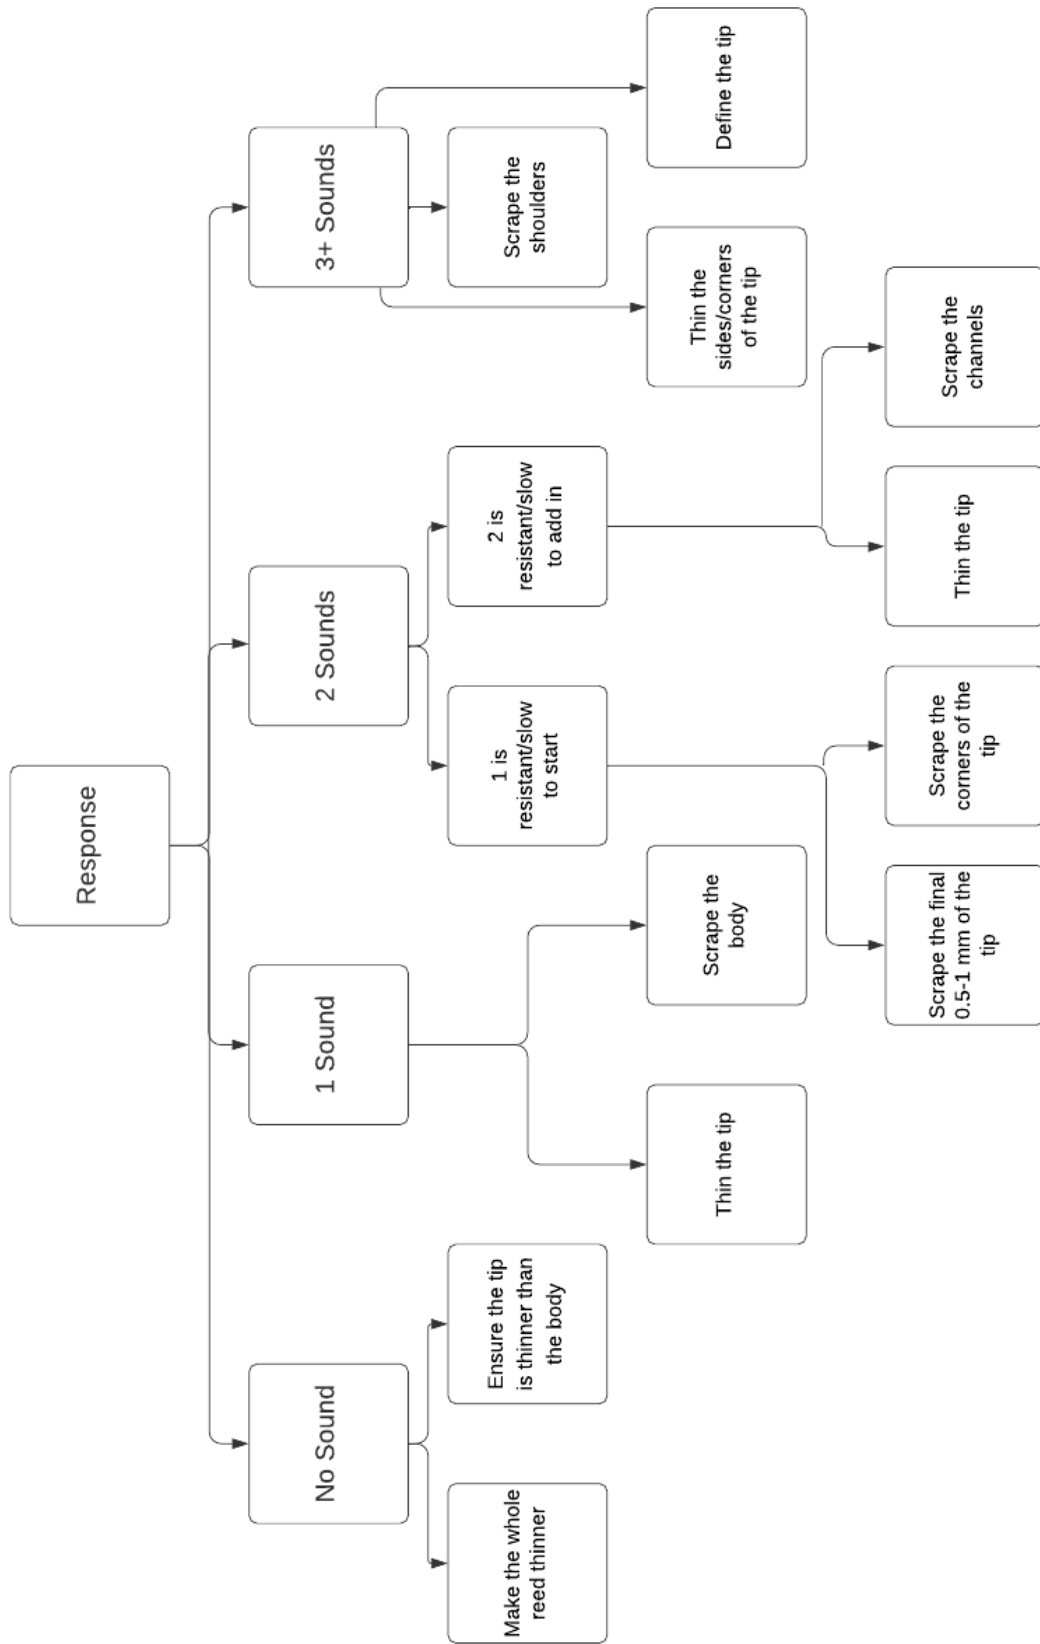 Response
No Sound
1 Sound
2 Sounds
3+ Sounds
Make the whole
reed thinner
Ensure the tip
is thinner than
the body
1 is
resistant/slow
to start
2 is
resistant/slow
to add in
Scrape the
shoulders
Thin the tip
Scrape the
body
Thin the
sides/corners
of the tip
Define the tip
Scrape the final
0.5-1 mm of the
tip
Scrape the
corners of the
tip
Thin the tip
Scrape the
channels